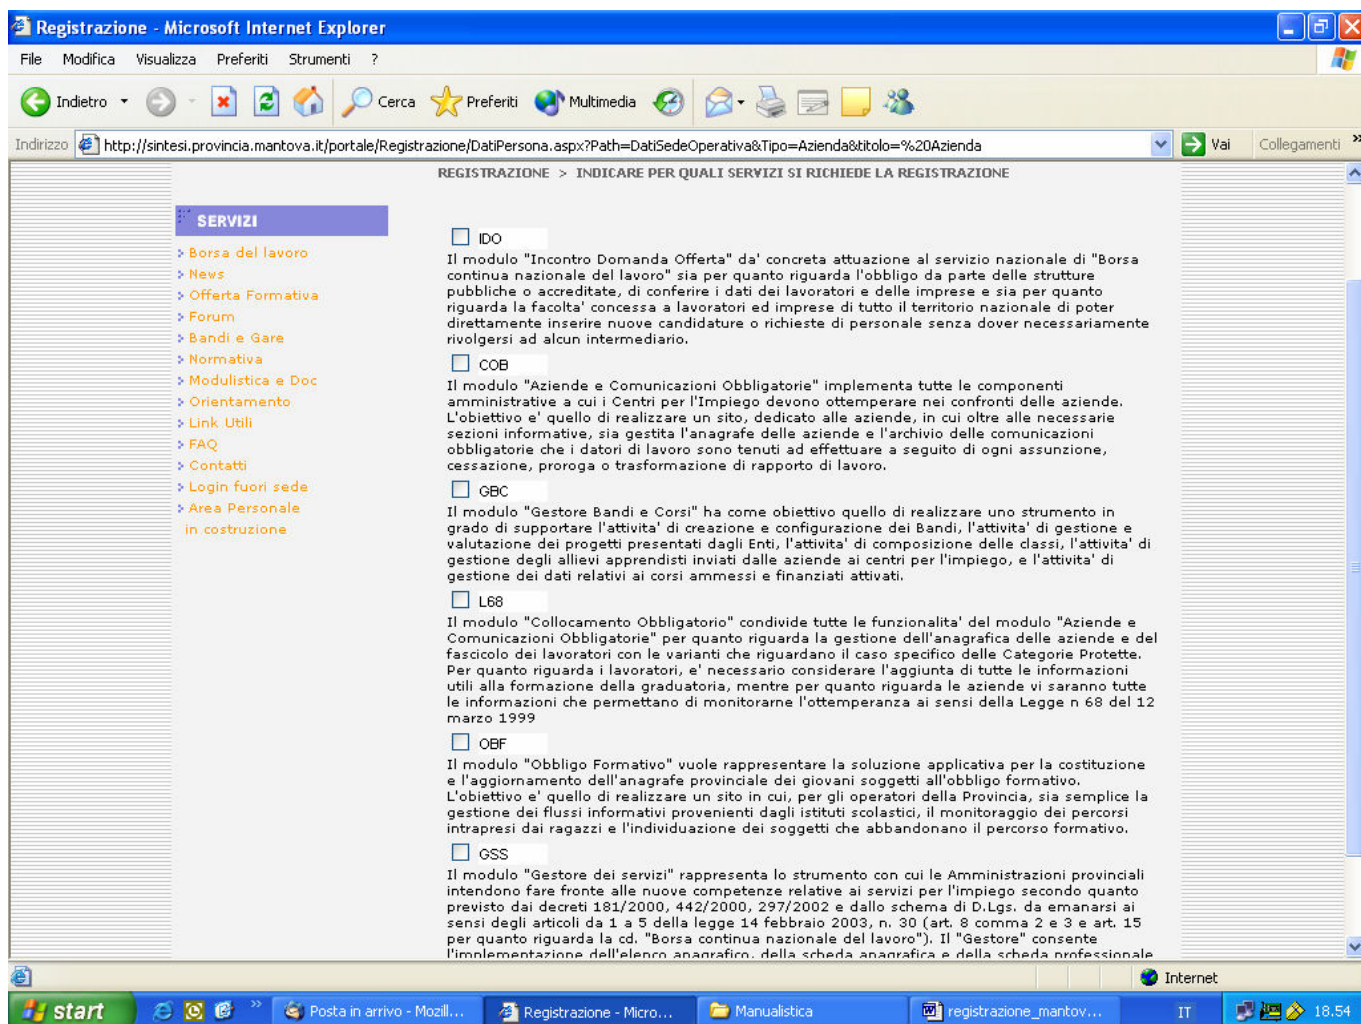 Registrazione - Microsoft Internet Explorer
File Modifica Visualizza Preferiti Strumenti ?
Indietro Cerca Preferiti Multimedia
Indirizzo http://sintesi.provincia.mantova.it/portale/Registrazione/DatiPersona.aspx?Path=DatiSedeOperativa&Tipo=Azienda&titolo=%20Azienda Vai Collegamenti »
REGISTRAZIONE > INDICARE PER QUALI SERVIZI SI RICHIEDE LA REGISTRAZIONE
SERVIZI
Borsa del lavoro
News
Offerta Formativa
Forum
Bandi e Gare
Normativa
Modulistica e Doc
Orientamento
Link Utili
FAQ
Contatti
Login fuori sede
Area Personale
in costruzione
IDO
Il modulo "Incontro Domanda Offerta" da' concreta attuazione al servizio nazionale di "Borsa
continua nazionale del lavoro" sia per quanto riguarda l'obbligo da parte delle strutture
pubbliche o accreditate, di conferire i dati dei lavoratori e delle imprese e sia per quanto
riguarda la facolta' concessa a lavoratori ed imprese di tutto il territorio nazionale di poter
direttamente inserire nuove candidature o richieste di personale senza dover necessariamente
rivolgersi ad alcun intermediario.
COB
Il modulo "Aziende e Comunicazioni Obbligatorie" implementa tutte le componenti
amministrative a cui i Centri per l'Impiego devono ottemperare nei confronti delle aziende.
L'obiettivo e' quello di realizzare un sito, dedicato alle aziende, in cui oltre alle necessarie
sezioni informative, sia gestita l'anagrafe delle aziende e l'archivio delle comunicazioni
obbligatorie che i datori di lavoro sono tenuti ad effettuare a seguito di ogni assunzione,
cessazione, proroga o trasformazione di rapporto di lavoro.
GBC
Il modulo "Gestore Bandi e Corsi" ha come obiettivo quello di realizzare uno strumento in
grado di supportare l'attivita' di creazione e configurazione dei Bandi, l'attivita' di gestione e
valutazione dei progetti presentati dagli Enti, l'attivita' di composizione delle classi, l'attivita' di
gestione degli allievi apprendisti inviati dalle aziende ai centri per l'impiego, e l'attivita' di
gestione dei dati relativi ai corsi ammessi e finanziati attivati.
L68
Il modulo "Collocamento Obbligatorio" condivide tutte le funzionalita' del modulo "Aziende e
Comunicazioni Obbligatorie" per quanto riguarda la gestione dell'anagrafica delle aziende e del
fascicolo dei lavoratori con le varianti che riguardano il caso specifico delle Categorie Protette.
Per quanto riguarda i lavoratori, e' necessario considerare l'aggiunta di tutte le informazioni
utili alla formazione della graduatoria, mentre per quanto riguarda le aziende vi saranno tutte
le informazioni che permettano di monitorarne l'ottemperanza ai sensi della Legge n 68 del 12
marzo 1999
OBF
Il modulo "Obbligo Formativo" vuole rappresentare la soluzione applicativa per la costituzione
e l'aggiornamento dell'anagrafe provinciale dei giovani soggetti all'obbligo formativo.
L'obiettivo e' quello di realizzare un sito in cui, per gli operatori della Provincia, sia semplice la
gestione dei flussi informativi provenienti dagli istituti scolastici, il monitoraggio dei percorsi
intrapresi dai ragazzi e l'individuazione dei soggetti che abbandonano il percorso formativo.
GSS
Il modulo "Gestore dei servizi" rappresenta lo strumento con cui le Amministrazioni provinciali
intendono fare fronte alle nuove competenze relative ai servizi per l'impiego secondo quanto
previsto dai decreti 181/2000, 442/2000, 297/2002 e dallo schema di D.Lgs. da emanarsi ai
sensi degli articoli da 1 a 5 della legge 14 febbraio 2003, n. 30 (art. 8 comma 2 e 3 e art. 15
per quanto riguarda la cd. "Borsa continua nazionale del lavoro"). Il "Gestore" consente
l'implementazione dell'elenco anagrafico, della scheda anagrafica e della scheda professionale
Internet
start » Posta in arrivo - Mozill... Registrazione - Micro... Manualistica registrazione_mantov... IT 18.54